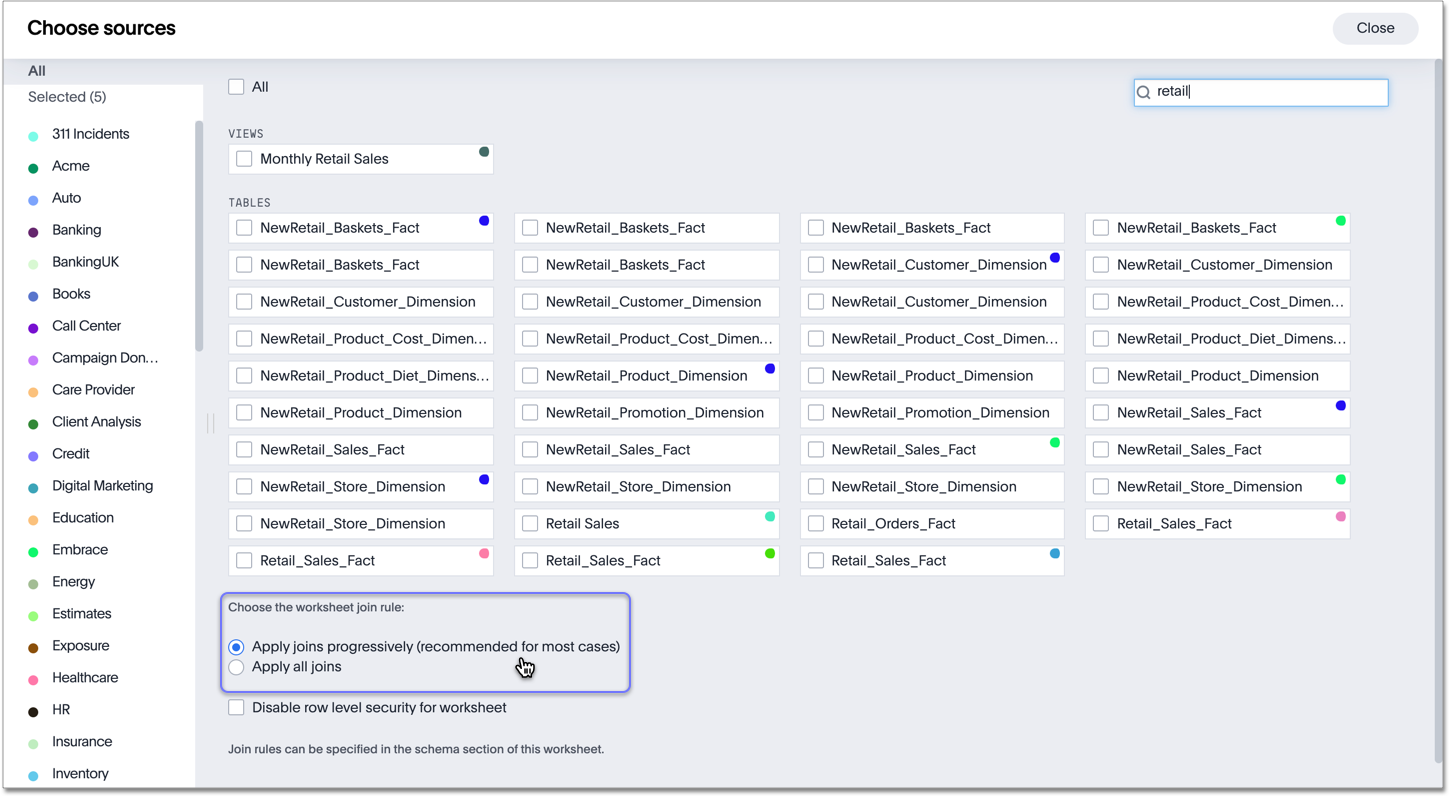 Choose sources
Close
All
Selected (5)
311 Incidents
Acme
Auto
Banking
BankingUK
Books
Call Center
Campaign Don…
Care Provider
Client Analysis
Credit
Digital Marketing
Education
Embrace
Energy
Estimates
Exposure
Healthcare
HR
Insurance
Inventory
All
retail
VIEWS
Monthly Retail Sales
TABLES
NewRetail_Baskets_Fact NewRetail_Baskets_Fact NewRetail_Baskets_Fact NewRetail_Baskets_Fact
NewRetail_Baskets_Fact NewRetail_Baskets_Fact NewRetail_Customer_Dimension NewRetail_Customer_Dimension
NewRetail_Customer_Dimension NewRetail_Customer_Dimension NewRetail_Customer_Dimension NewRetail_Product_Cost_Dimen…
NewRetail_Product_Cost_Dimen… NewRetail_Product_Cost_Dimen… NewRetail_Product_Cost_Dimen… NewRetail_Product_Diet_Dimens…
NewRetail_Product_Diet_Dimens… NewRetail_Product_Dimension NewRetail_Product_Dimension NewRetail_Product_Dimension
NewRetail_Product_Dimension NewRetail_Promotion_Dimension NewRetail_Promotion_Dimension NewRetail_Sales_Fact
NewRetail_Sales_Fact NewRetail_Sales_Fact NewRetail_Sales_Fact NewRetail_Sales_Fact
NewRetail_Store_Dimension NewRetail_Store_Dimension NewRetail_Store_Dimension NewRetail_Store_Dimension
NewRetail_Store_Dimension Retail Sales Retail_Orders_Fact Retail_Sales_Fact
Retail_Sales_Fact Retail_Sales_Fact Retail_Sales_Fact
Choose the worksheet join rule:
Apply joins progressively (recommended for most cases)
Apply all joins
Disable row level security for worksheet
Join rules can be specified in the schema section of this worksheet.